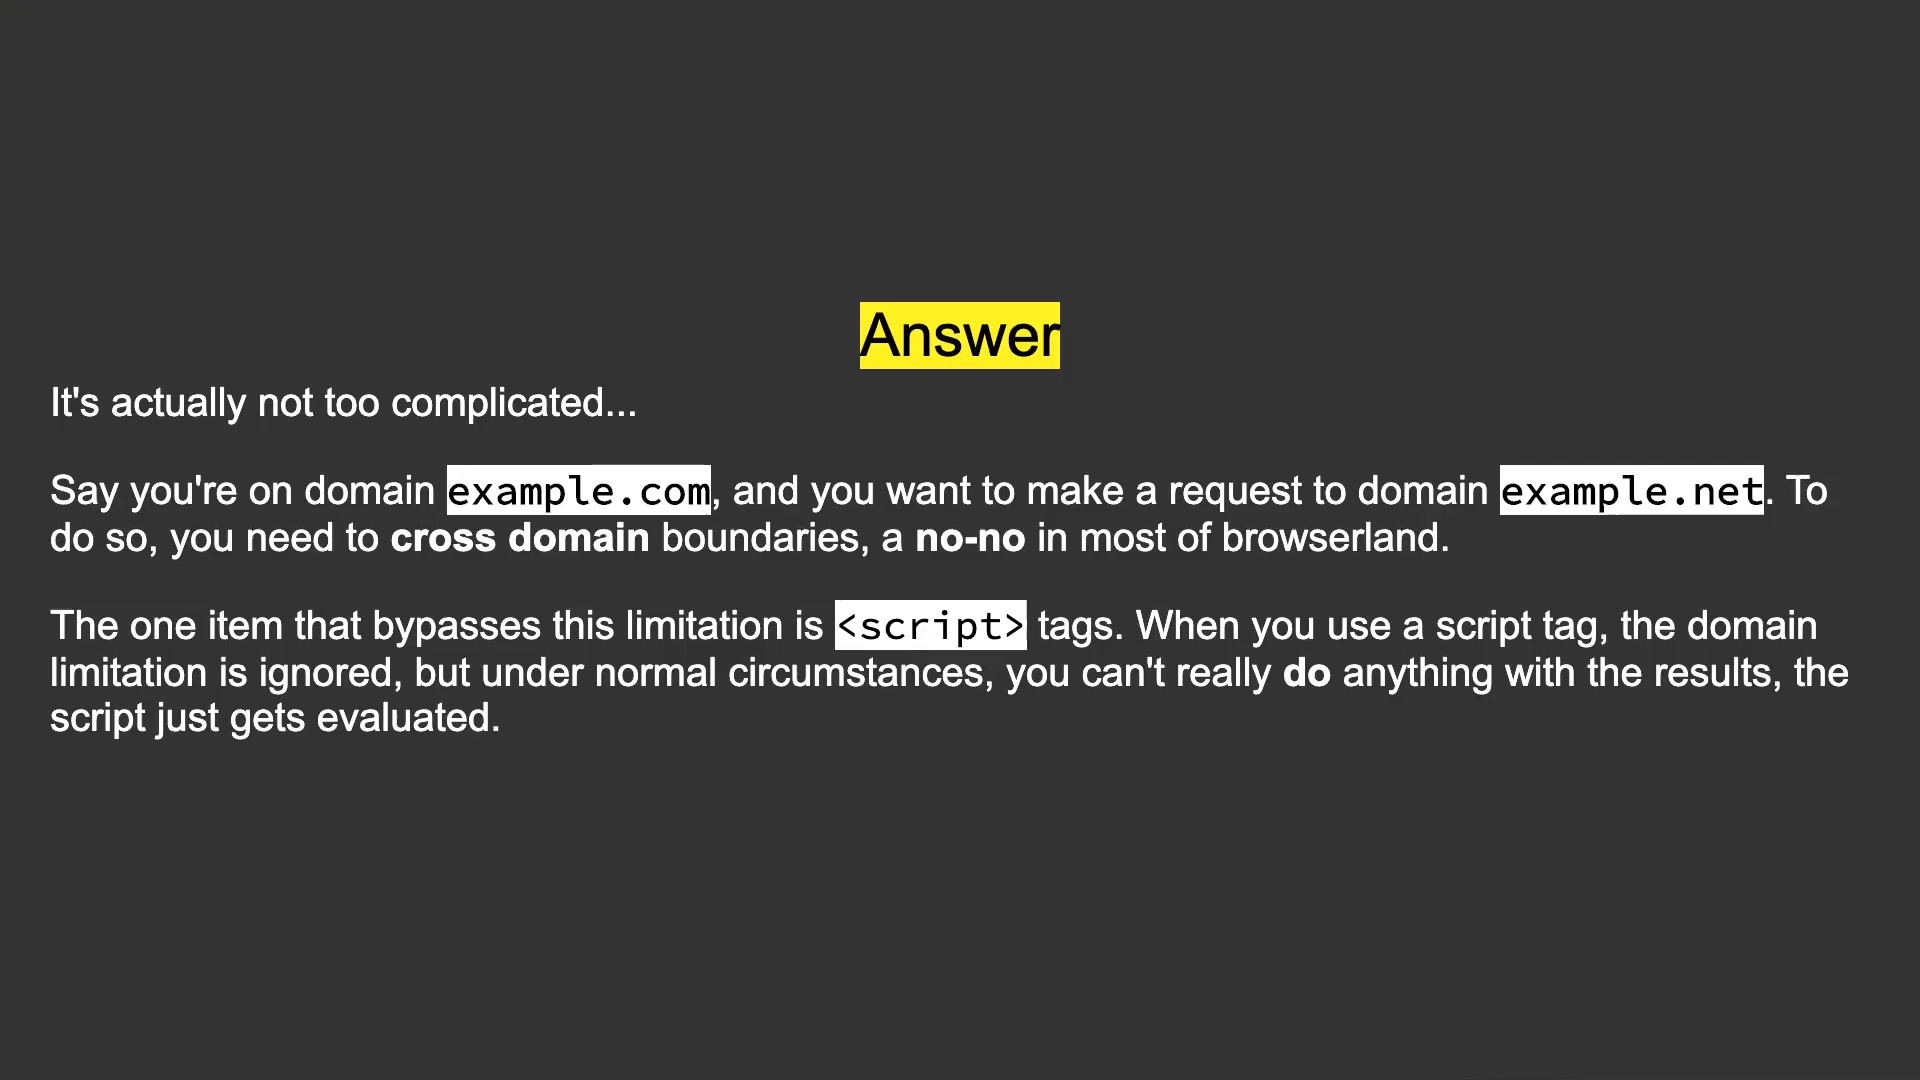 Answer
It's actually not too complicated...
Say you're on domain example.com, and you want to make a request to domain example.net. To
do so, you need to cross domain boundaries, a no-no in most of browserland.
The one item that bypasses this limitation is <script> tags. When you use a script tag, the domain
limitation is ignored, but under normal circumstances, you can't really do anything with the results, the
script just gets evaluated.